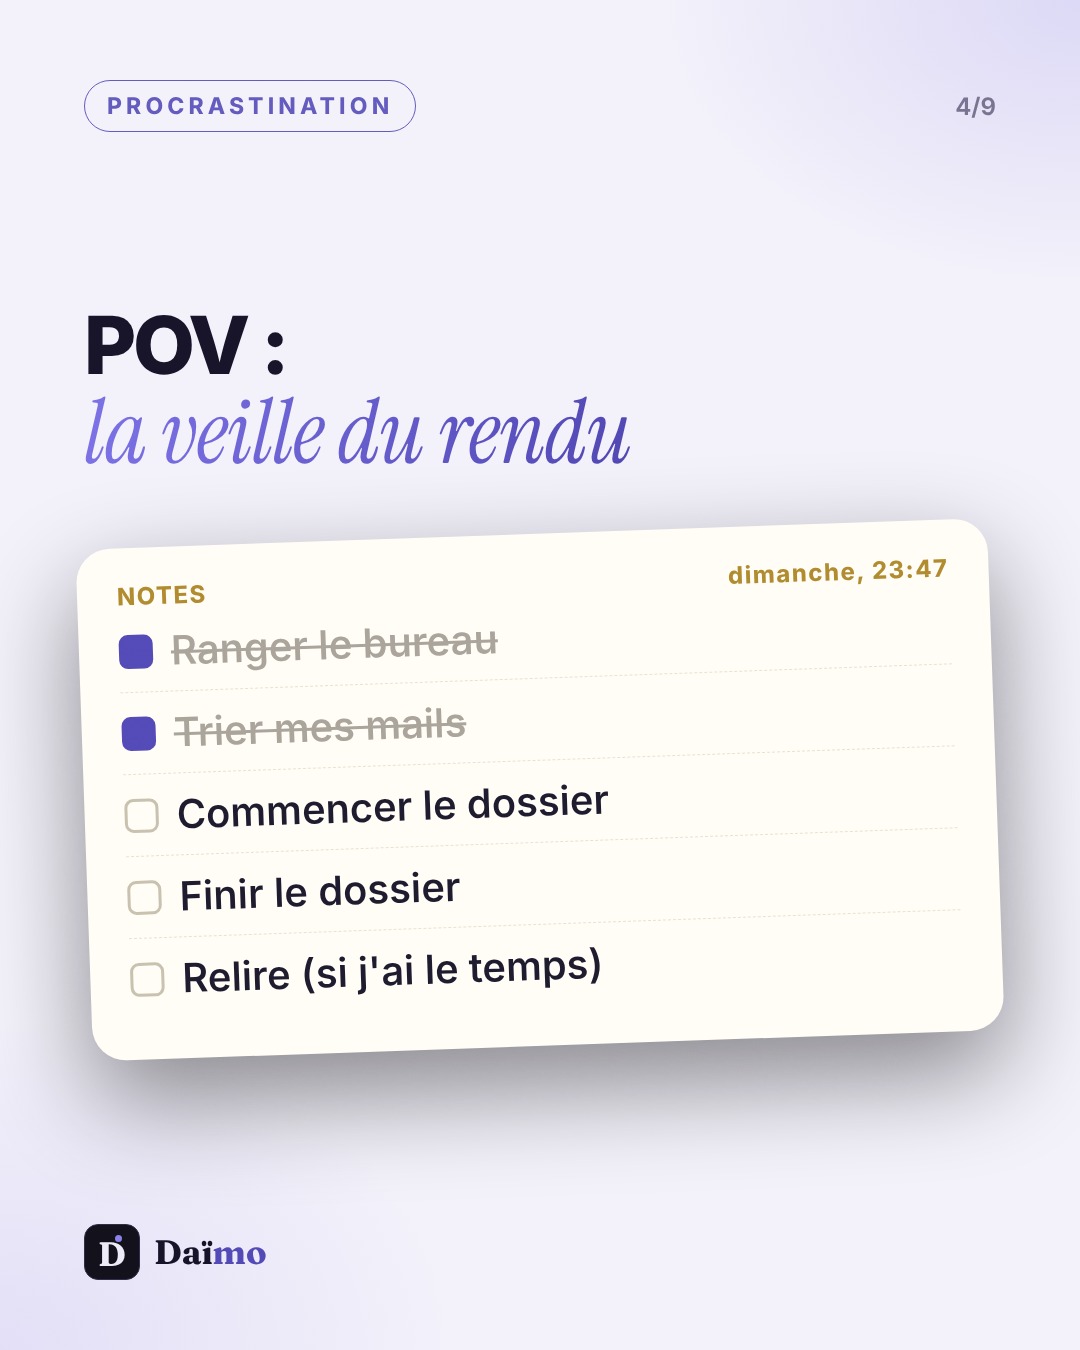 PROCRASTINATION
4/9
POV :
la veille du rendu
NOTES
dimanche, 23:47
Ranger le bureau
Trier mes mails
Commencer le dossier
Finir le dossier
Relire (si j'ai le temps)
D
Daïmo